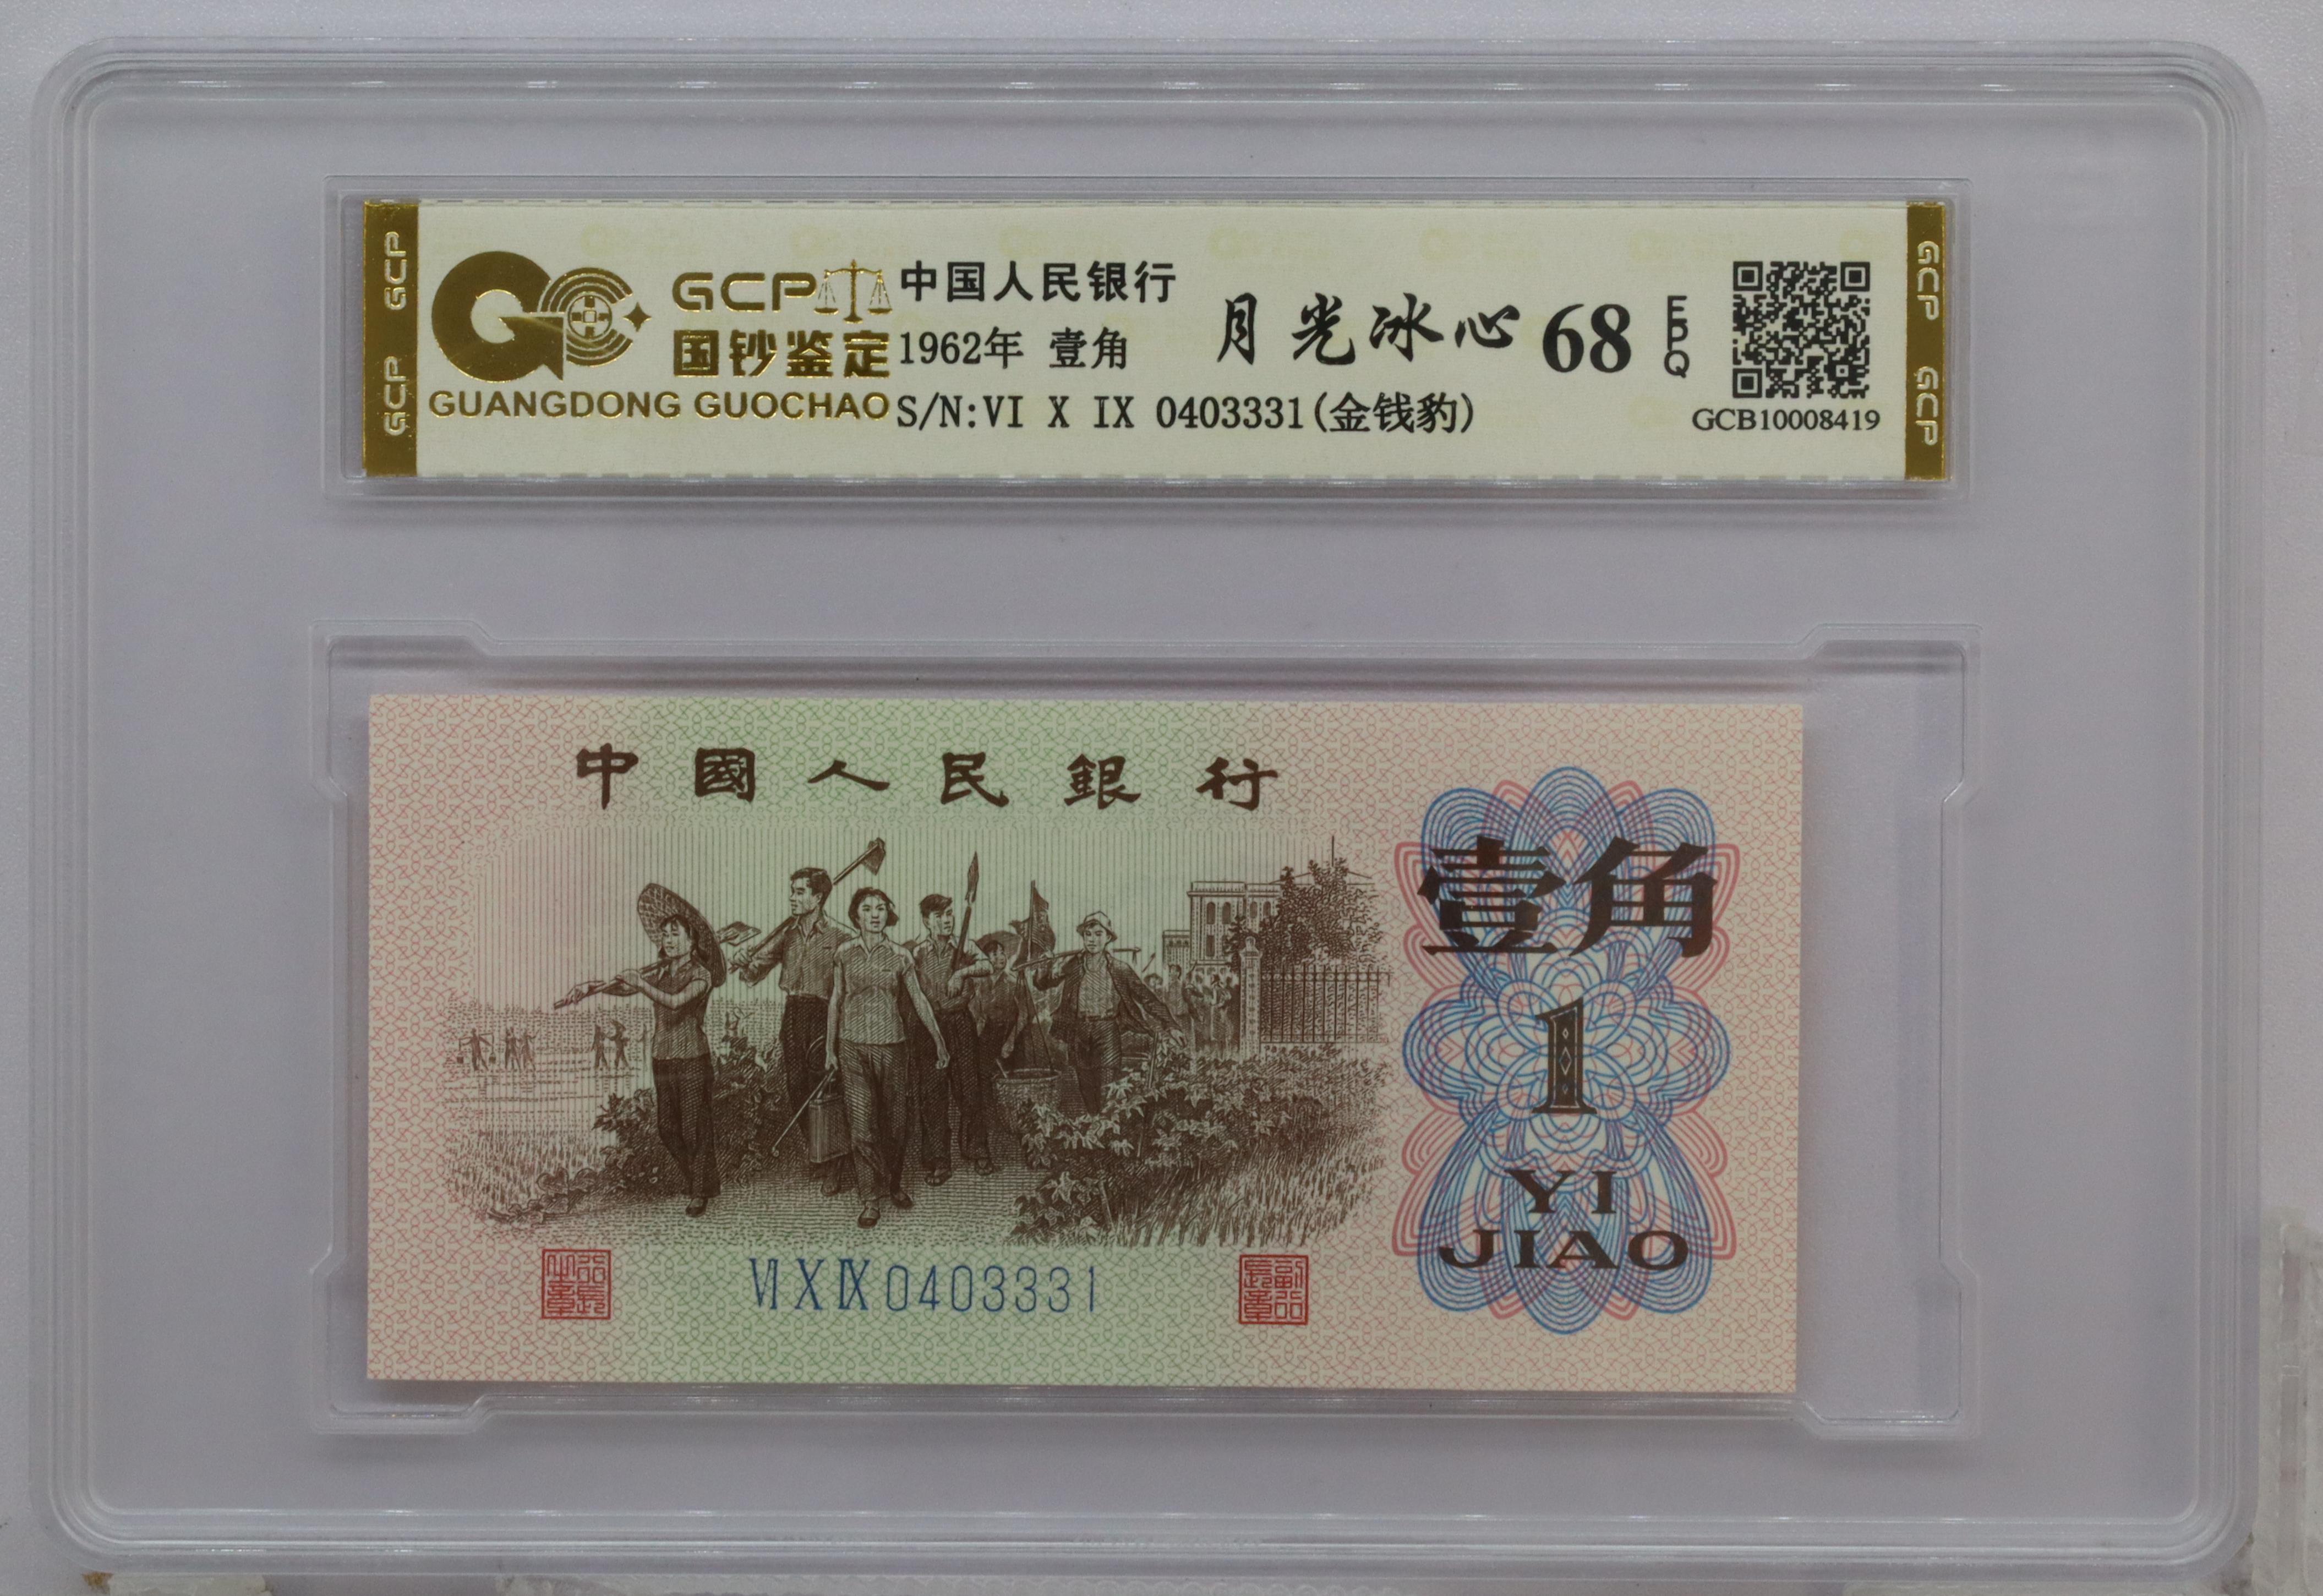 GCP
GCP
GCP
国钞鉴定
GUANGDONG GUOCHAO
中国人民银行
1962年 壹角
S/N:VI X IX 0403331(金钱豹)
月光冰心
68
EPQ
GCB10008419
GCP
GCP
中國人民銀行
壹角
1
YI
JIAO
VI X IX 0403331